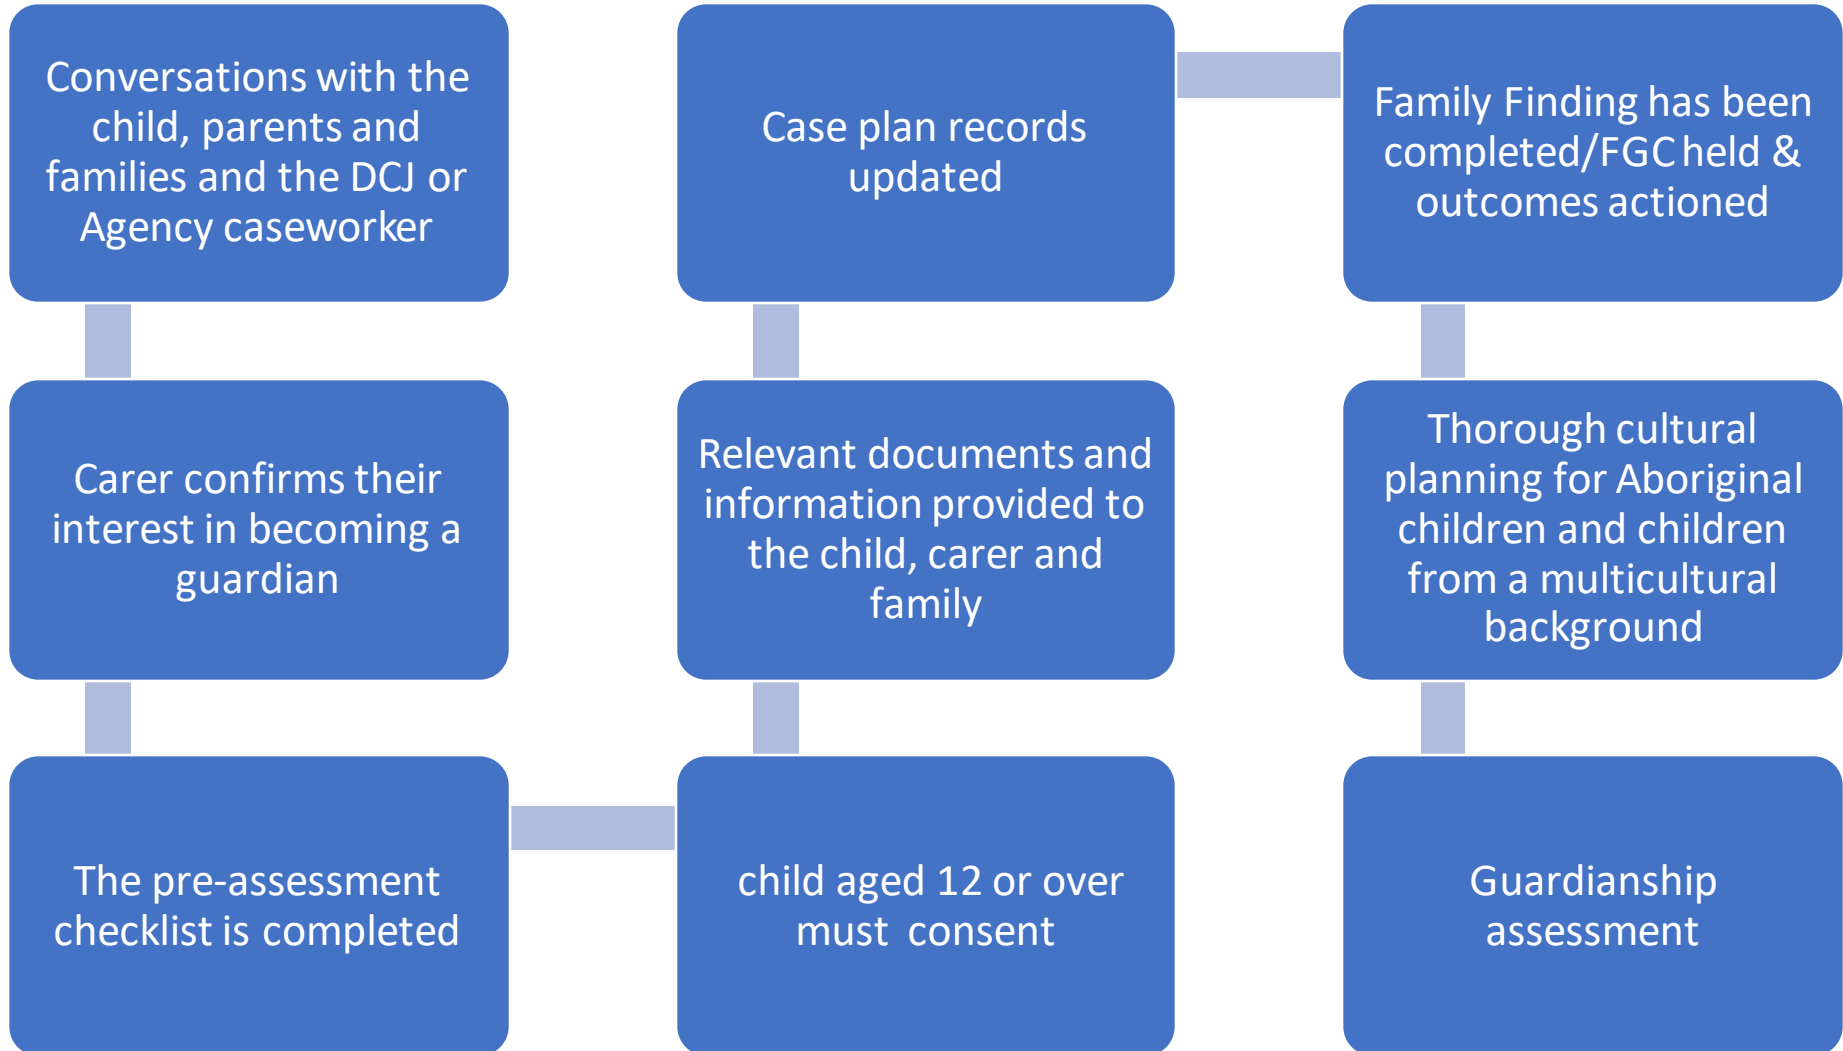 Conversations with the
child, parents and
families and the DCJ or
Agency caseworker
Carer confirms their
interest in becoming a
guardian
The pre-assessment
checklist is completed
child aged 12 or over
must consent
Relevant documents and
information provided to
the child, carer and
family
Case plan records
updated
Family Finding has been
completed/FGC held &
outcomes actioned
Thorough cultural
planning for Aboriginal
children and children
from a multicultural
background
Guardianship
assessment